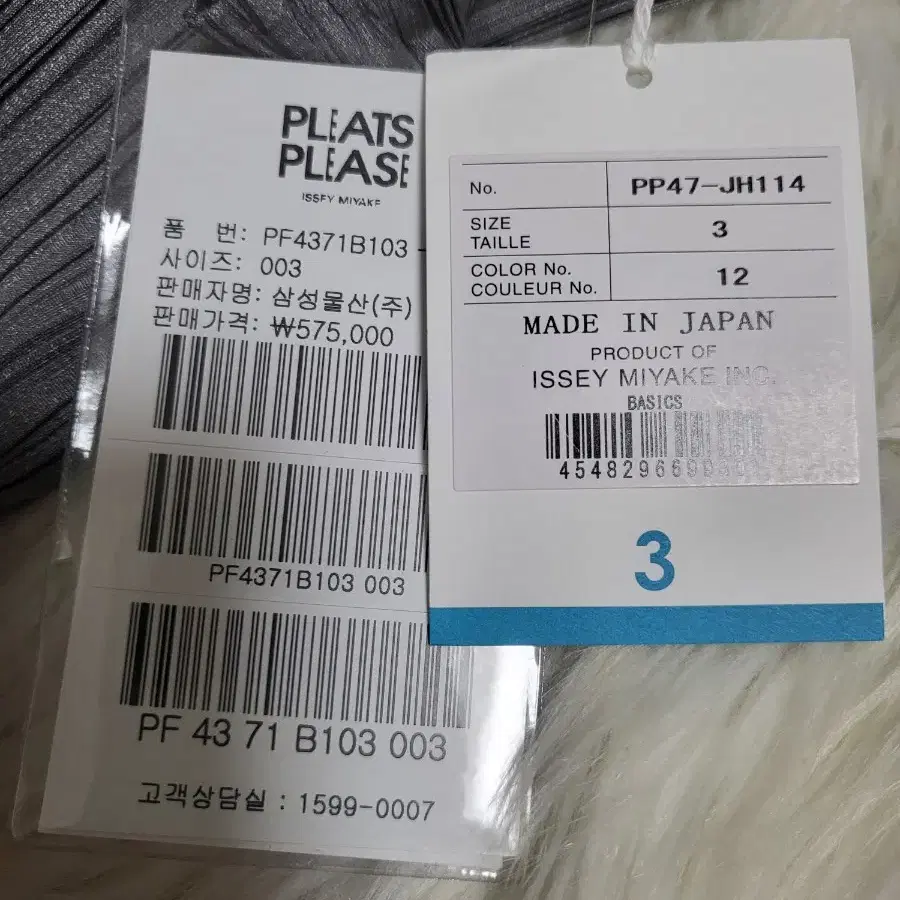 PLEATS
PLEASE
ISSEY MIYAKE
품 번: PF4371B103
사이즈: 003
판매자명: 삼성물산(주)
판매가격: ₩575,000
PF4371B103 003
PF 43 71 B103 003
고객상담실 : 1599-0007
No. PP47-JH114
SIZE
TAILLE 3
COLOR No.
COULEUR No. 12
MADE IN JAPAN
PRODUCT OF
ISSEY MIYAKE INC.
BASICS
3